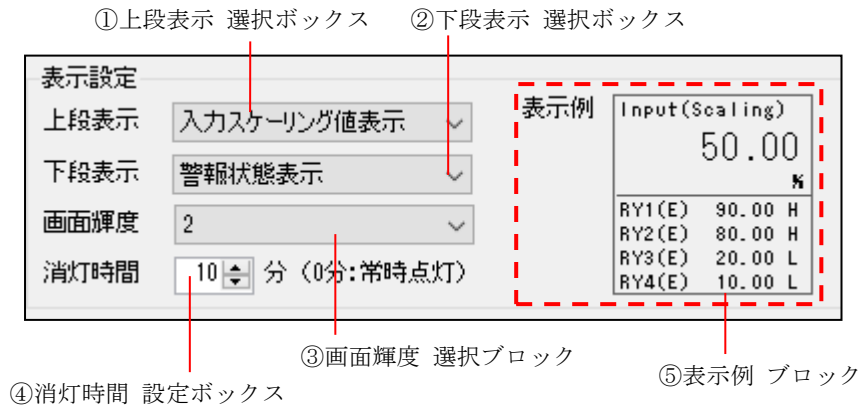 ①上段表示 選択ボックス ②下段表示 選択ボックス
表示設定
上段表示 入力スケーリング値表示
下段表示 警報状態表示
画面輝度 2
消灯時間 10 分 (0分:常時点灯)
表示例
Input(Scaling)
50.00
%
RY1(E) 90.00 H
RY2(E) 80.00 H
RY3(E) 20.00 L
RY4(E) 10.00 L
③画面輝度 選択ブロック
④消灯時間 設定ボックス
⑤表示例 ブロック